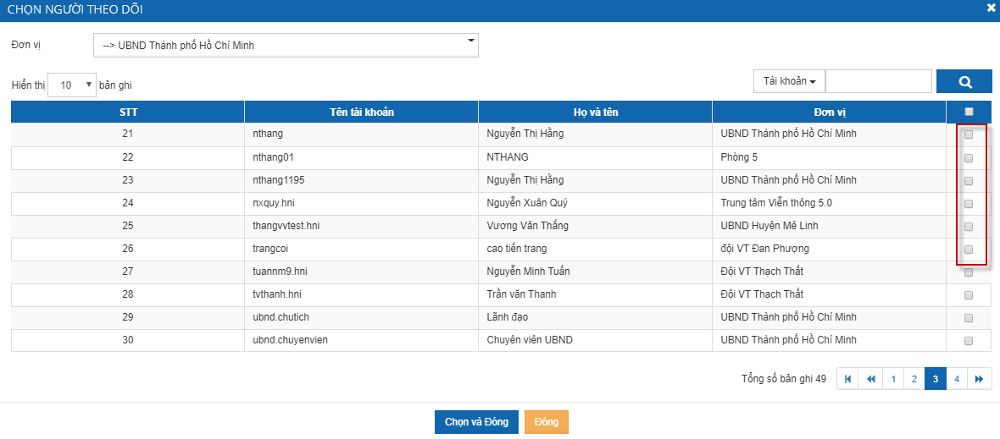 CHỌN NGƯỜI THEO DÕI
Đơn vị --> UBND Thành phố Hồ Chí Minh
Hiển thị 10 bản ghi Tài khoản
STT Tên tài khoản Họ và tên Đơn vị
21 nthang Nguyễn Thị Hằng UBND Thành phố Hồ Chí Minh
22 nthang01 NTHANG Phòng 5
23 nthang1195 Nguyễn Thị Hằng UBND Thành phố Hồ Chí Minh
24 nxquy.hni Nguyễn Xuân Quý Trung tâm Viễn thông 5.0
25 thangvvtest.hni Vương Văn Thắng UBND Huyện Mê Linh
26 trangcoi cao tiến trang đội VT Đan Phượng
27 tuannm9.hni Nguyễn Minh Tuấn Đội VT Thạch Thất
28 tvthanh.hni Trần văn Thanh Đội VT Thạch Thất
29 ubnd.chutich Lãnh đạo UBND Thành phố Hồ Chí Minh
30 ubnd.chuyenvien Chuyên viên UBND UBND Thành phố Hồ Chí Minh
Tổng số bản ghi 49 1 2 3 4
Chọn và Đóng Đóng